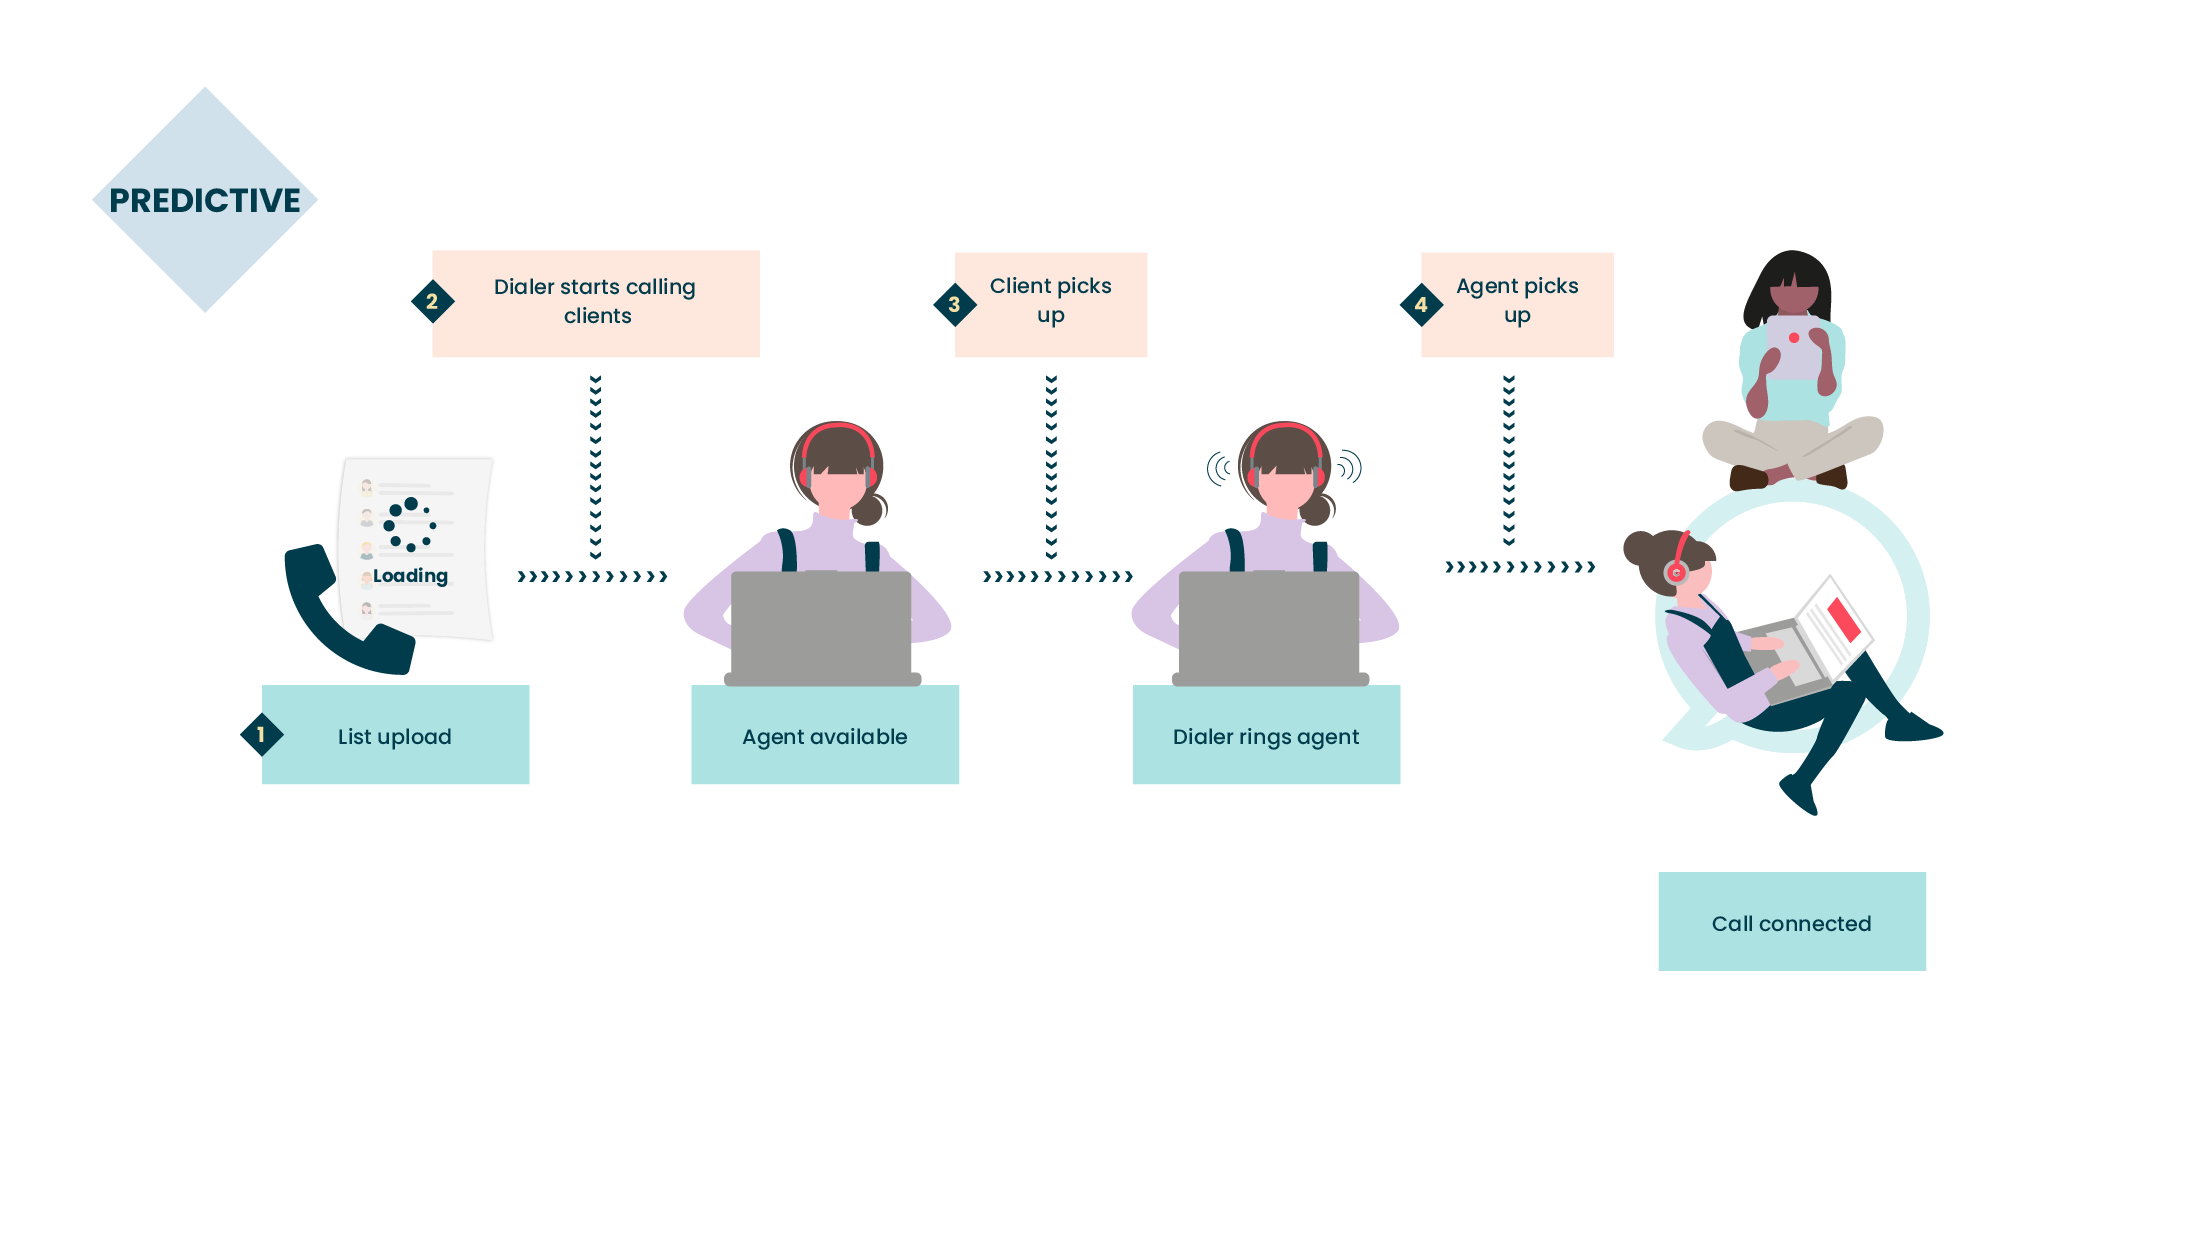 PREDICTIVE
2
Dialer starts calling
clients
3
Client picks
up
4
Agent picks
up
Loading
1
List upload
Agent available
Dialer rings agent
Call connected